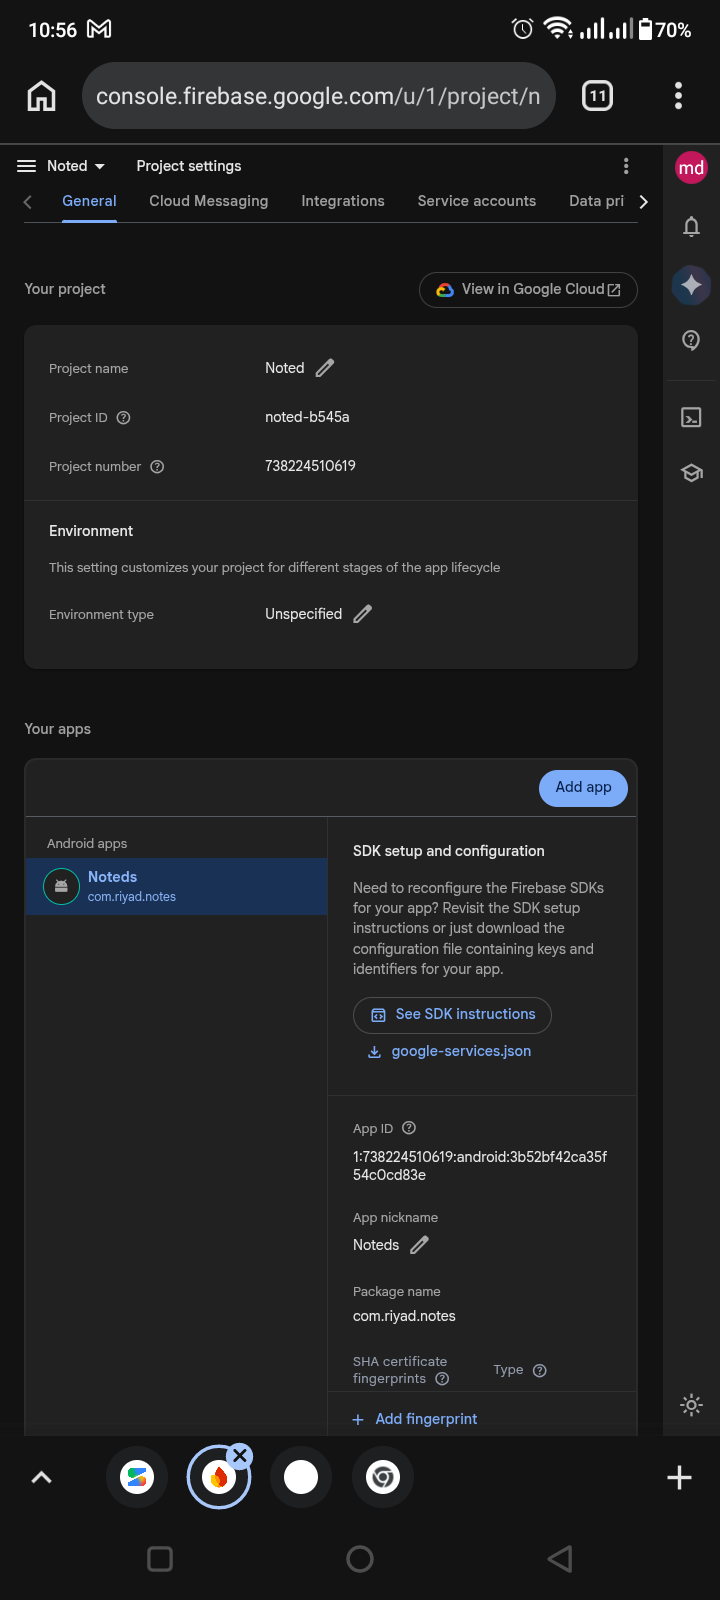 10:56
70%
console.firebase.google.com/u/1/project/n
11
Noted
Project settings
md
General
Cloud Messaging
Integrations
Service accounts
Data pri
Your project
View in Google Cloud
Project name
Noted
Project ID
noted-b545a
Project number
738224510619
Environment
This setting customizes your project for different stages of the app lifecycle
Environment type
Unspecified
Your apps
Add app
Android apps
Noteds
com.riyad.notes
SDK setup and configuration
Need to reconfigure the Firebase SDKs
for your app? Revisit the SDK setup
instructions or just download the
configuration file containing keys and
identifiers for your app.
See SDK instructions
google-services.json
App ID
1:738224510619:android:3b52bf42ca35f
54c0cd83e
App nickname
Noteds
Package name
com.riyad.notes
SHA certificate
fingerprints
Type
Add fingerprint